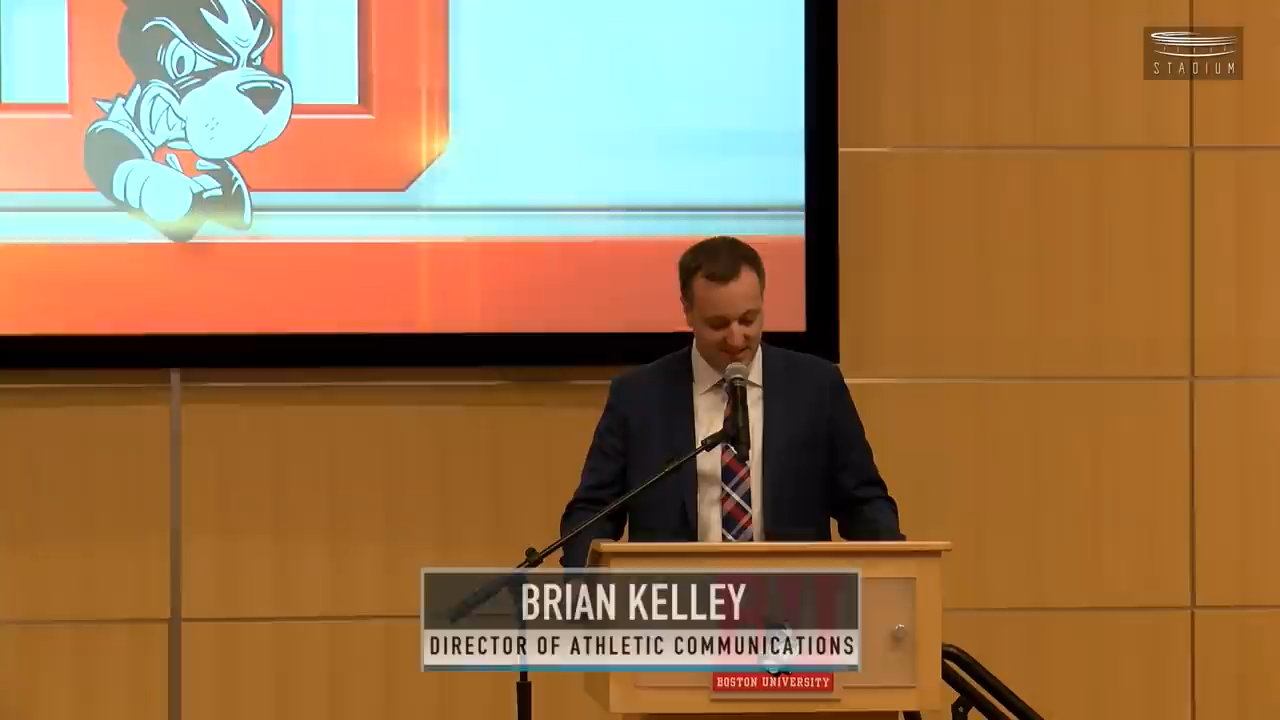 STADIUM
BRIAN KELLEY
DIRECTOR OF ATHLETIC COMMUNICATIONS
BOSTON UNIVERSITY